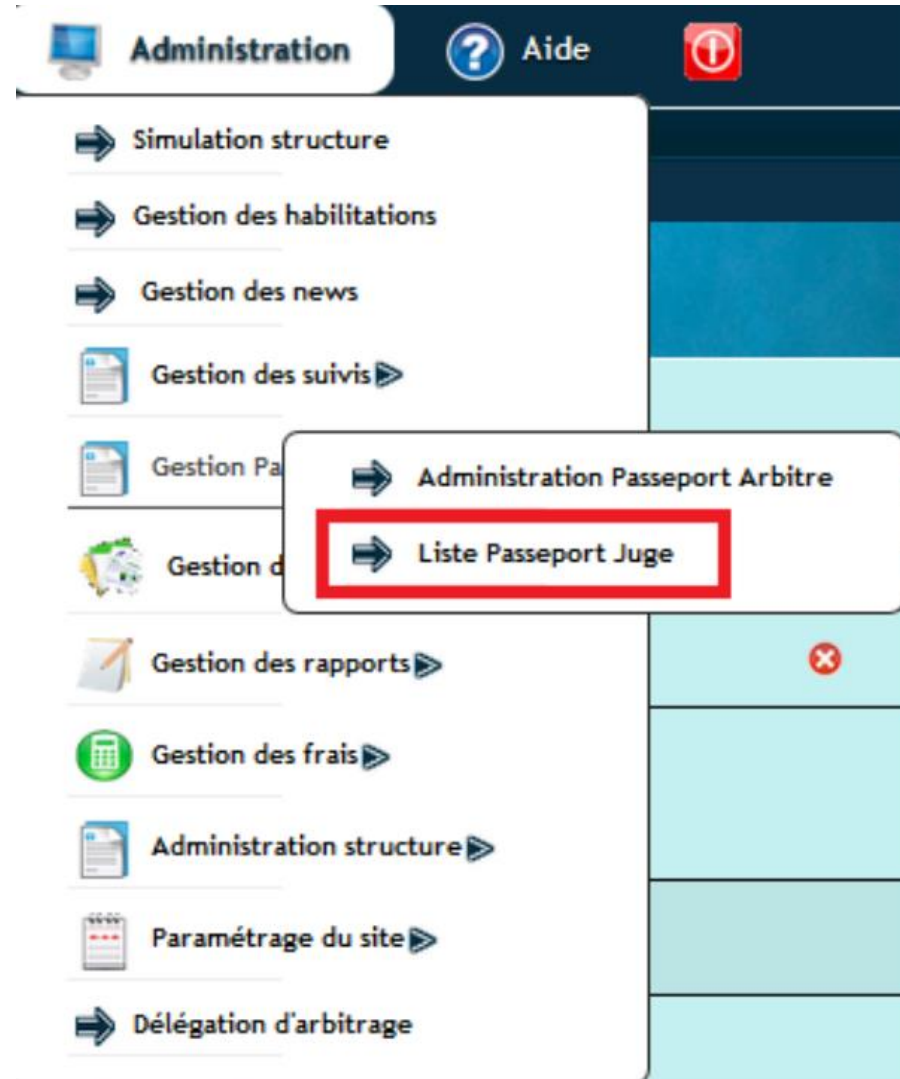 Administration
Aide
Simulation structure
Gestion des habilitations
Gestion des news
Gestion des suivis
Gestion Pa
Administration Passeport Arbitre
Liste Passeport Juge
Gestion d
Gestion des rapports
Gestion des frais
Administration structure
Paramétrage du site
Délégation d'arbitrage